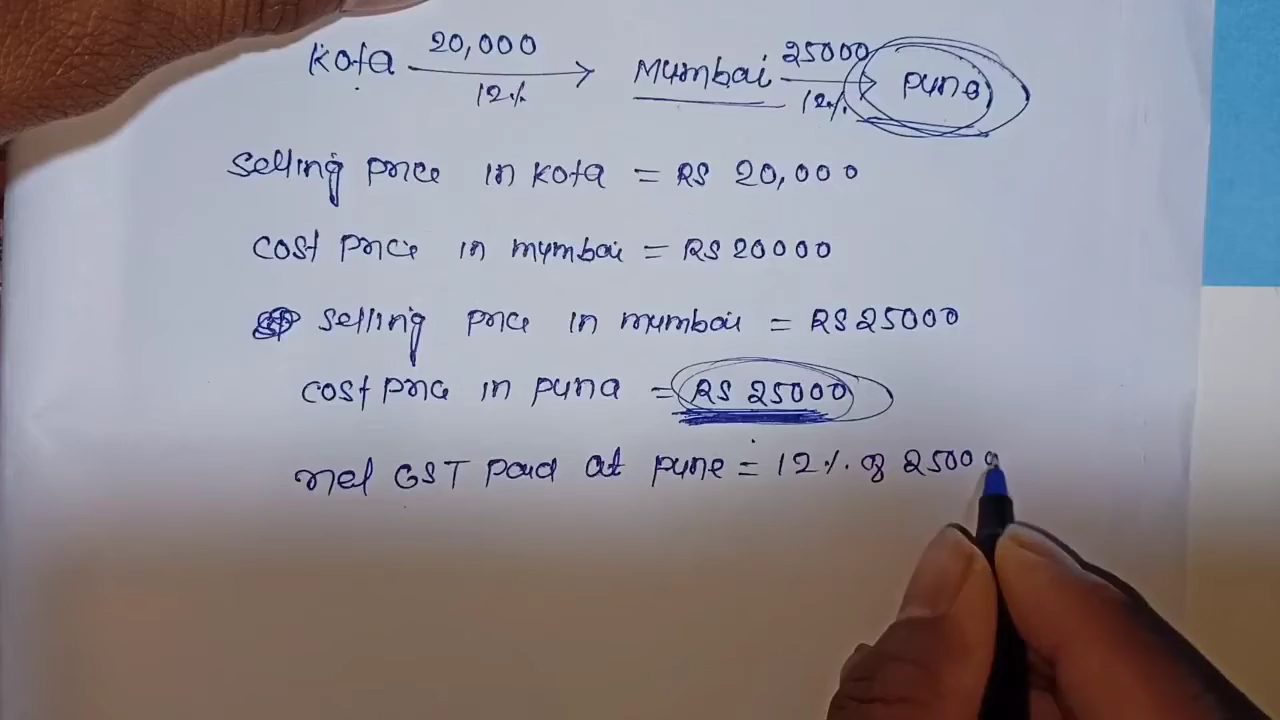 Kota 20,000 12% Mumbai 25000 12% Pune
Selling price in Kota = RS 20,000
Cost price in mumbai = RS 20000
selling price in mumbai = RS 25000
Cost price in puna = RS 25000
net GST paid at pune = 12% of 25000